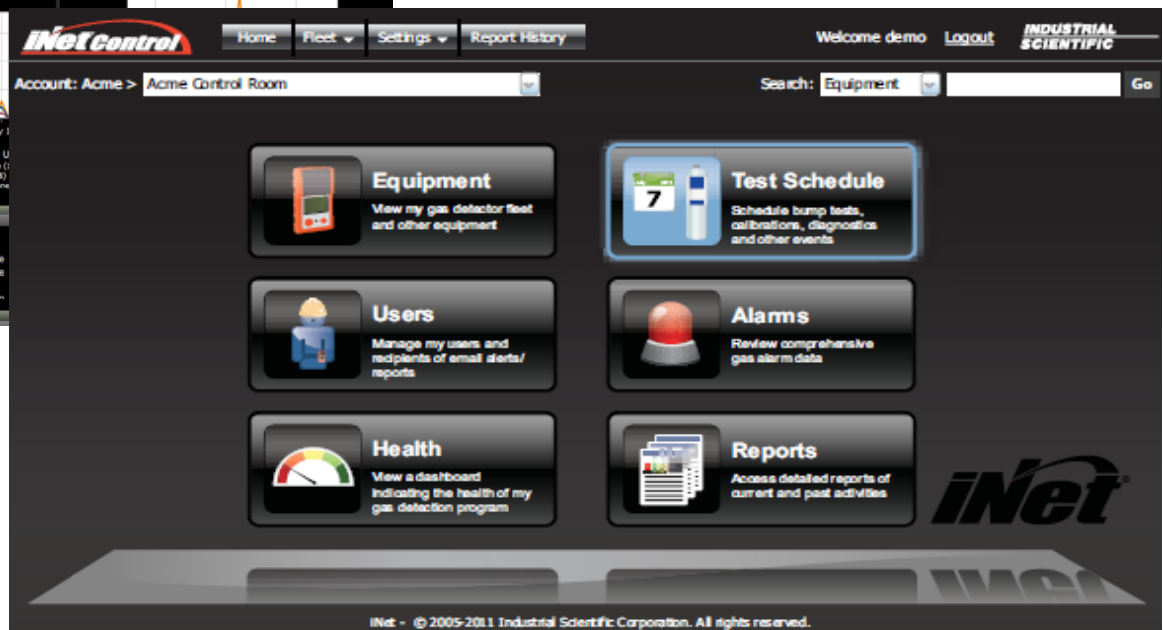 iNet Control
Home Fleet Settings Report History
Welcome demo Logout
INDUSTRIAL
SCIENTIFIC
Account: Acme > Acme Control Room
Search: Equipment Go
Equipment
View my gas detector fleet
and other equipment
Test Schedule
7
Schedule bump tests,
calibrations, diagnostics
and other events
Users
Manage my users and
recipients of email alerts/
reports
Alarms
Review comprehensive
gas alarm data
Health
View a dashboard
indicating the health of my
gas detection program
Reports
Access detailed reports of
current and past activities
iNet
iNet - © 2005-2011 Industrial Scientific Corporation. All rights reserved.